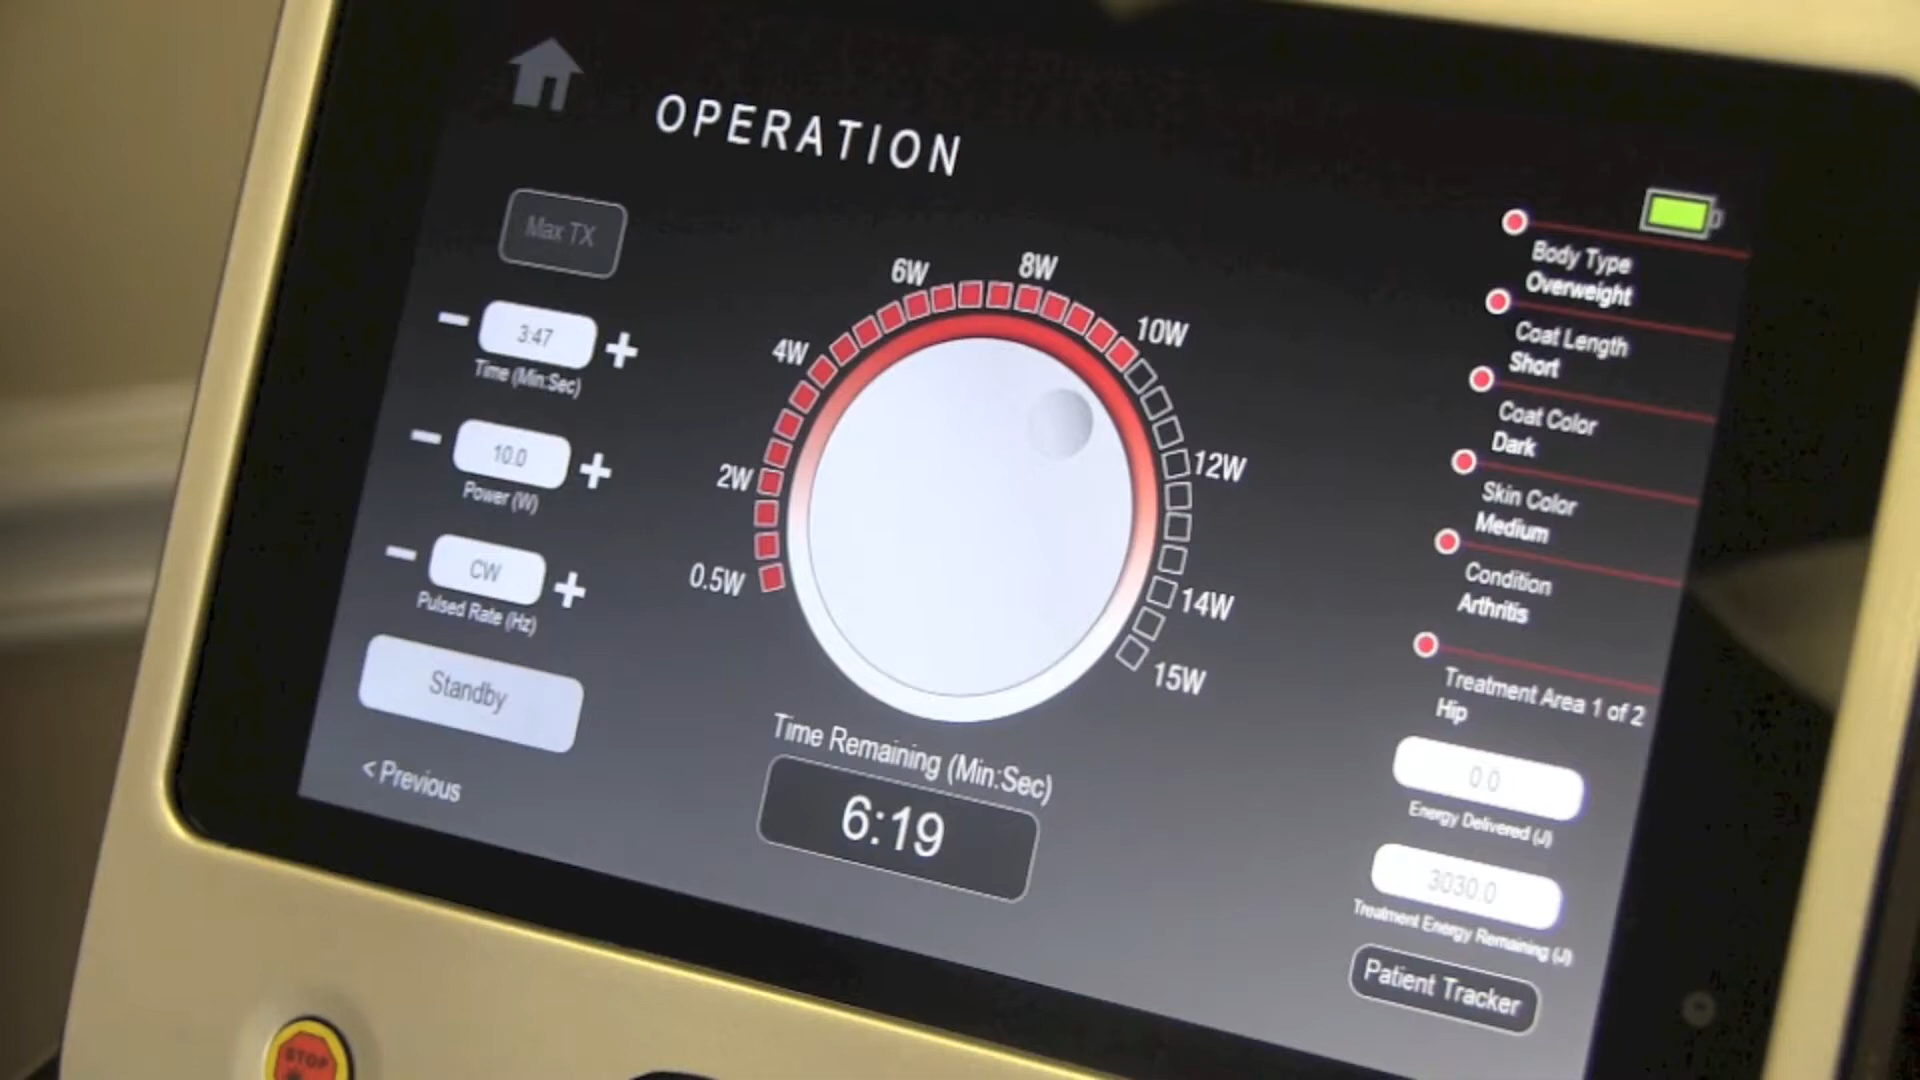 OPERATION
Max TX
3:47
Time (Min:Sec)
10.0
Power (W)
CW
Pulsed Rate (Hz)
Standby
< Previous
0.5W
2W
4W
6W
8W
10W
12W
14W
15W
Time Remaining (Min:Sec)
6:19
Body Type
Overweight
Coat Length
Short
Coat Color
Dark
Skin Color
Medium
Condition
Arthritis
Treatment Area 1 of 2
Hip
0.0
Energy Delivered (J)
3030.0
Treatment Energy Remaining (J)
Patient Tracker
STOP